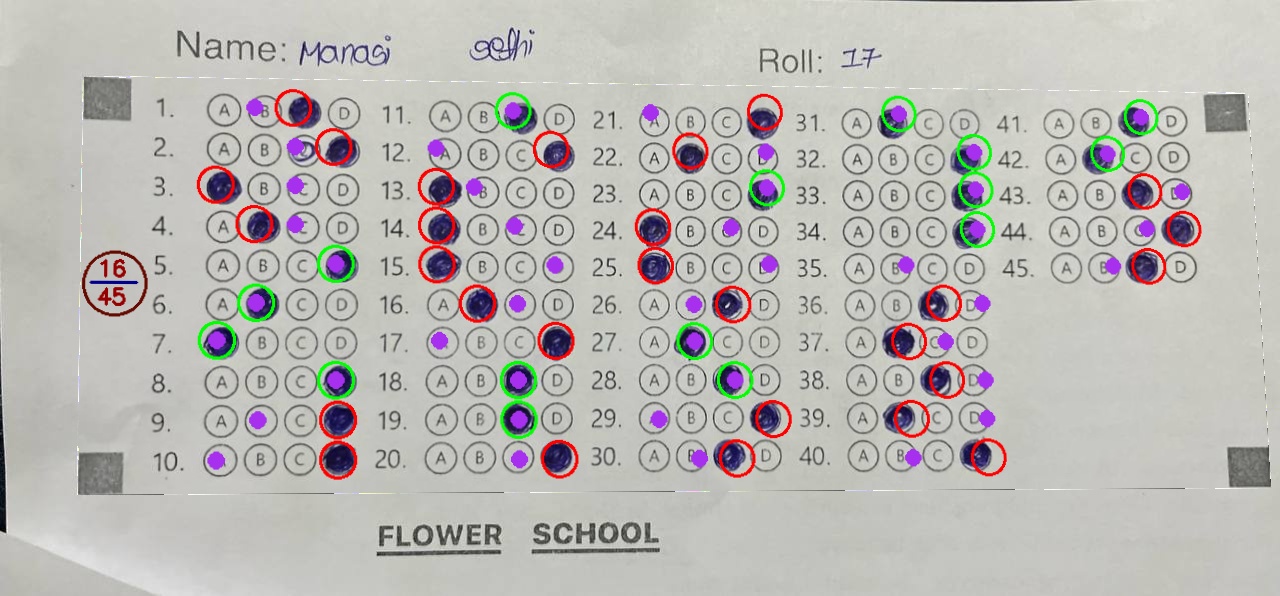 Name: Manasi Sethi Roll: 17
1. A B D 11. A B D 21. A B C 31. A C D 41. A B D
2. A B 12. A B C 22. A C D 32. A B C 42. A C D
3. B C D 13. B C D 23. A B C 33. A B C 43. A B D
4. A C D 14. B C D 24. B C D 34. A B C 44. A B C
5. A B C 15. B C D 25. B C D 35. A B C D 45. A B D
16
45
6. A C D 16. A C D 26. A B D 36. A B D
7. B C D 17. A B C 27. A C D 37. A C D
8. A B C 18. A B D 28. A B D 38. A B D
9. A B C 19. A B D 29. A B C 39. A C D
10. A B C 20. A B C 30. A B D 40. A B C
FLOWER SCHOOL